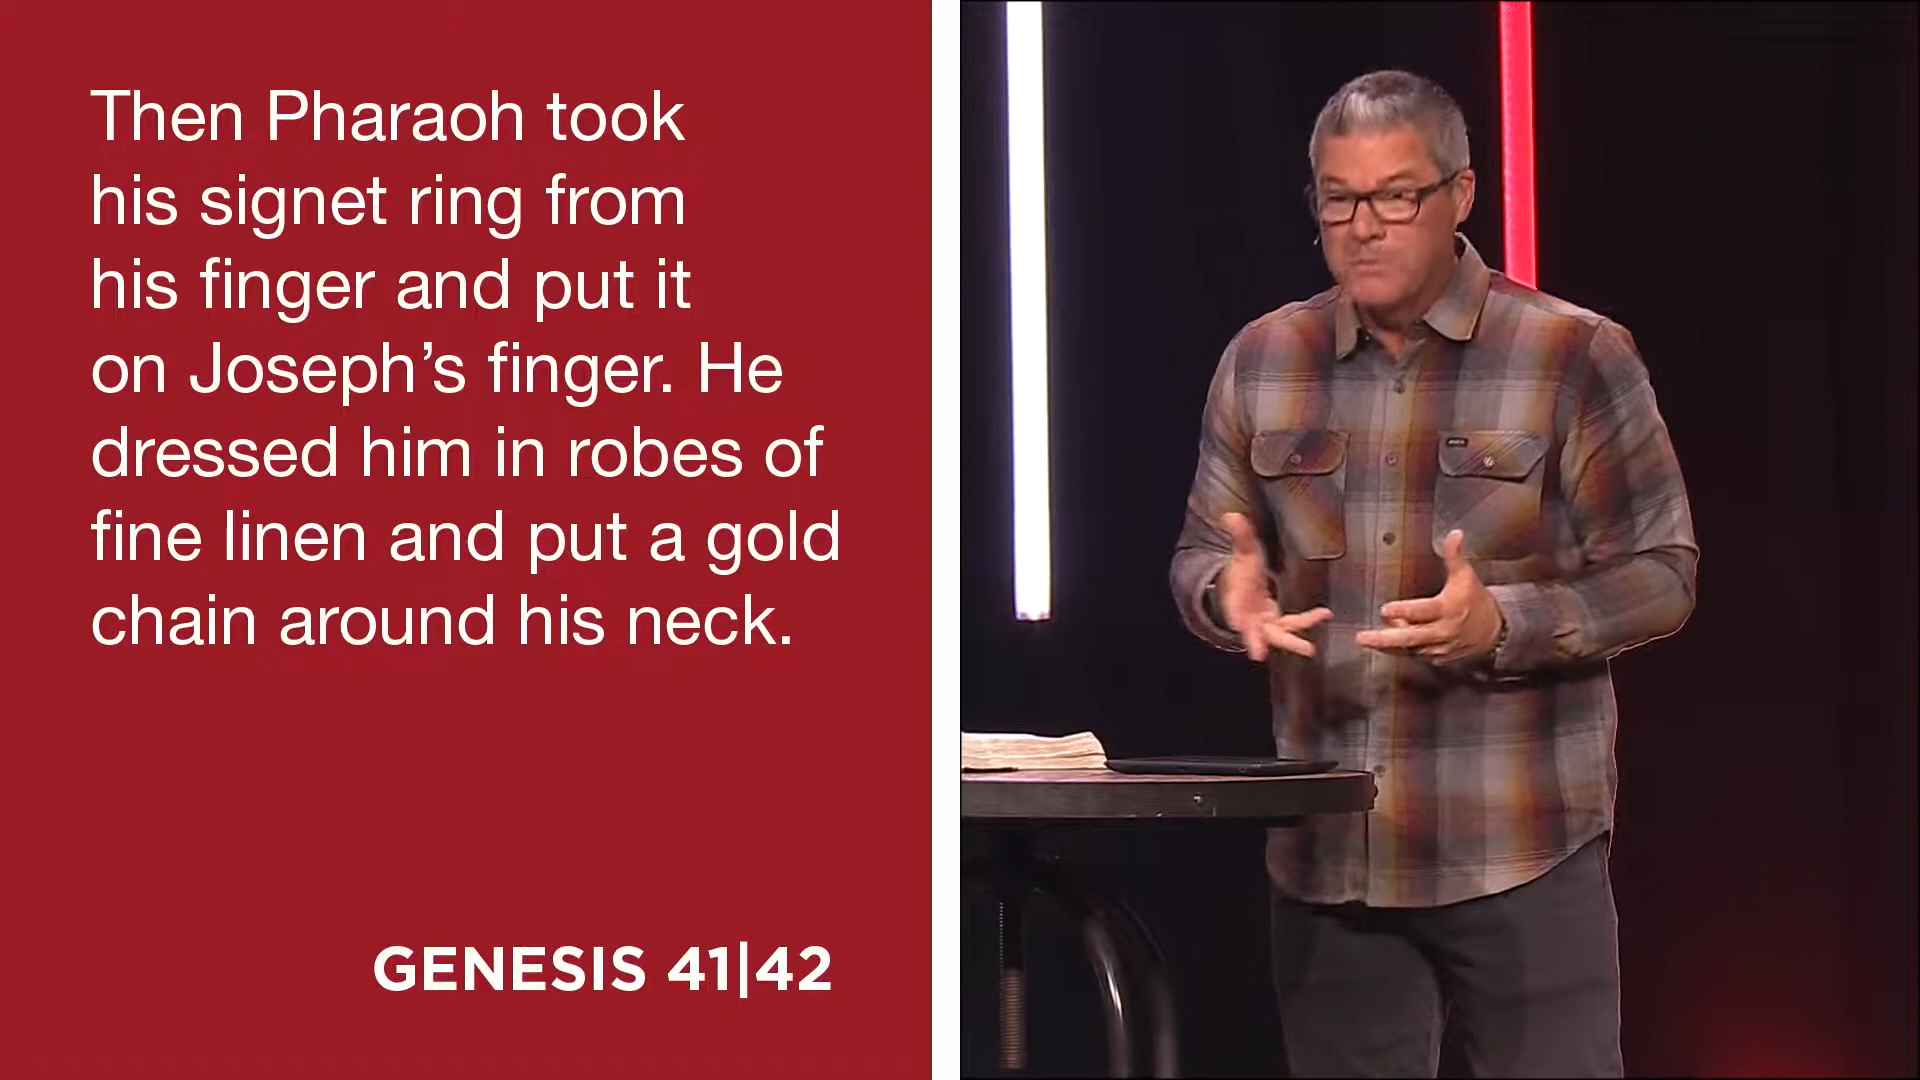 Then Pharaoh took
his signet ring from
his finger and put it
on Joseph’s finger. He
dressed him in robes of
fine linen and put a gold
chain around his neck.
GENESIS 41|42